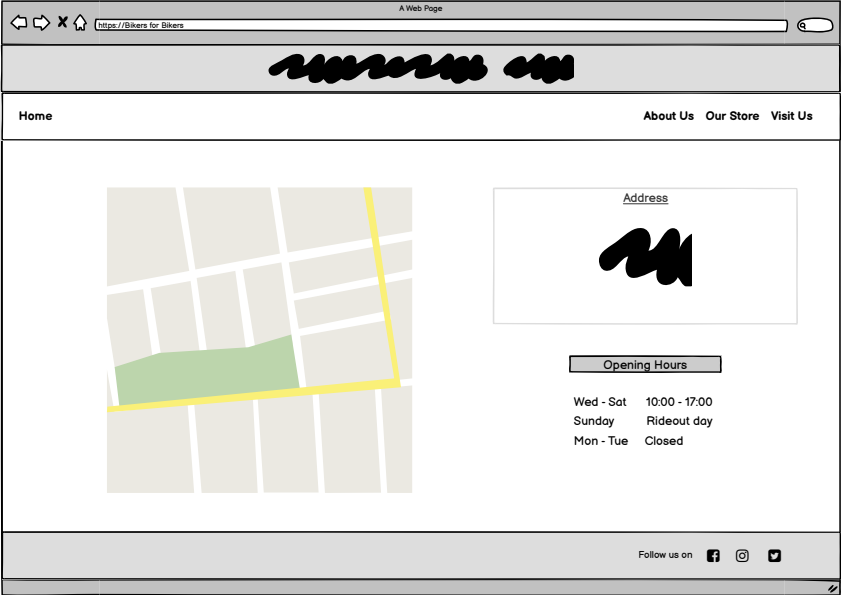 A Web Page
https://Bikers for Bikers
Home About Us Our Store Visit Us
Address
Opening Hours
Wed - Sat 10:00 - 17:00
Sunday Rideout day
Mon - Tue Closed
Follow us on